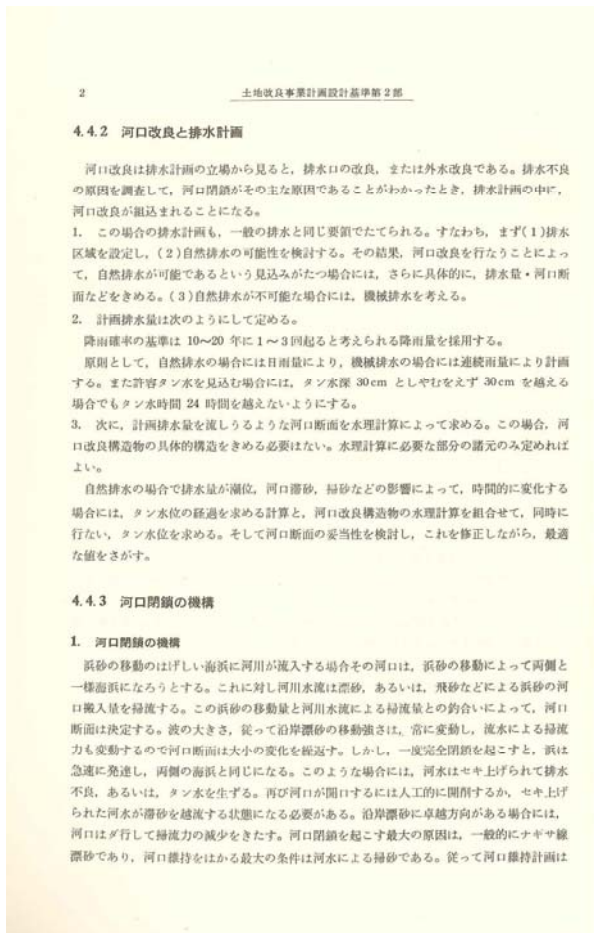 2
土地改良事業計画設計基準第2部
4.4.2 河口改良と排水計画
河口改良は排水計画の立場から見ると，排水口の改良，または外水改良である。排水不良
の原因を調査して，河口閉鎖がその主な原因であることがわかったとき，排水計画の中に，
河口改良が組込まれることになる。
1. この場合の排水計画も，一般の排水と同じ要領でたてられる。すなわち，まず(1)排水
区域を設定し，(2)自然排水の可能性を検討する。その結果，河口改良を行なうことによっ
て，自然排水が可能であるという見込みがたつ場合には，さらに具体的に，排水量・河口断
面などをきめる。(3)自然排水が不可能な場合には，機械排水を考える。
2. 計画排水量は次のようにして定める。
降雨確率の基準は 10〜20 年に1〜3回起ると考えられる降雨量を採用する。
原則として，自然排水の場合には日雨量により，機械排水の場合には連続雨量により計画
する。また許容タン水を見込む場合には，タン水深 30cm としやむをえず 30cm を越える
場合でもタン水時間 24 時間を越えないようにする。
3. 次に，計画排水量を流しうるような河口断面を水理計算によって求める。この場合，河
口改良構造物の具体的構造をきめる必要はない。水理計算に必要な部分の諸元のみ定めれば
よい。
自然排水の場合で排水量が潮位，河口滞砂，掃砂などの影響によって，時間的に変化する
場合には，タン水位の経過を求める計算と，河口改良構造物の水理計算を組合せて，同時に
行ない，タン水位を求める。そして河口断面の妥当性を検討し，これを修正しながら，最適
な値をさがす。
4.4.3 河口閉鎖の機構
1. 河口閉鎖の機構
浜砂の移動のはげしい海浜に河川が流入する場合その河口は，浜砂の移動によって両側と
一様海浜になろうとする。これに対し河川水流は漂砂，あるいは，飛砂などによる浜砂の河
口搬入量を掃流する。この浜砂の移動量と河川水流による掃流量との釣合いによって，河口
断面は決定する。波の大きさ，従って沿岸漂砂の移動強さは，常に変動し，流水による掃流
力も変動するので河口断面は大小の変化を繰返す。しかし，一度完全閉鎖を起こすと，浜は
急速に発達し，両側の海浜と同じになる。このような場合には，河水はセキ上げられて排水
不良，あるいは，タン水を生ずる。再び河口が開口するには人工的に開削するか，セキ上げ
られた河水が滞砂を越流する状態になる必要がある。沿岸漂砂に卓越方向がある場合には，
河口はダ行して掃流力の減少をきたす。河口閉鎖を起こす最大の原因は，一般的にナギサ線
漂砂であり，河口維持をはかる最大の条件は河水による掃砂である。従って河口維持計画は